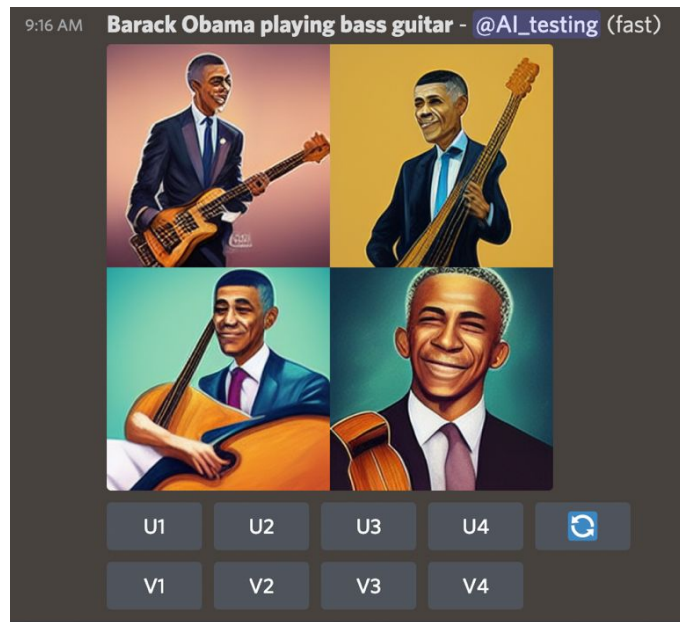 9:16 AM Barack Obama playing bass guitar - @AI_testing (fast)
U1 U2 U3 U4
V1 V2 V3 V4